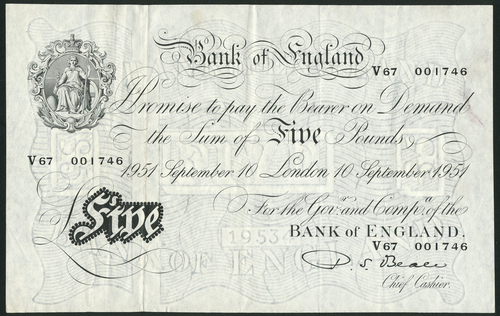 Bank of England
V67 001746
I Promise to pay the Bearer on Demand
the Sum of Five Pounds
V67 001746
1951 September 10 London 10 September 1951
For the Gov.r and Comp.a of the
Five
BANK of ENGLAND,
V67 001746
P. S. Beale
Chief Cashier.